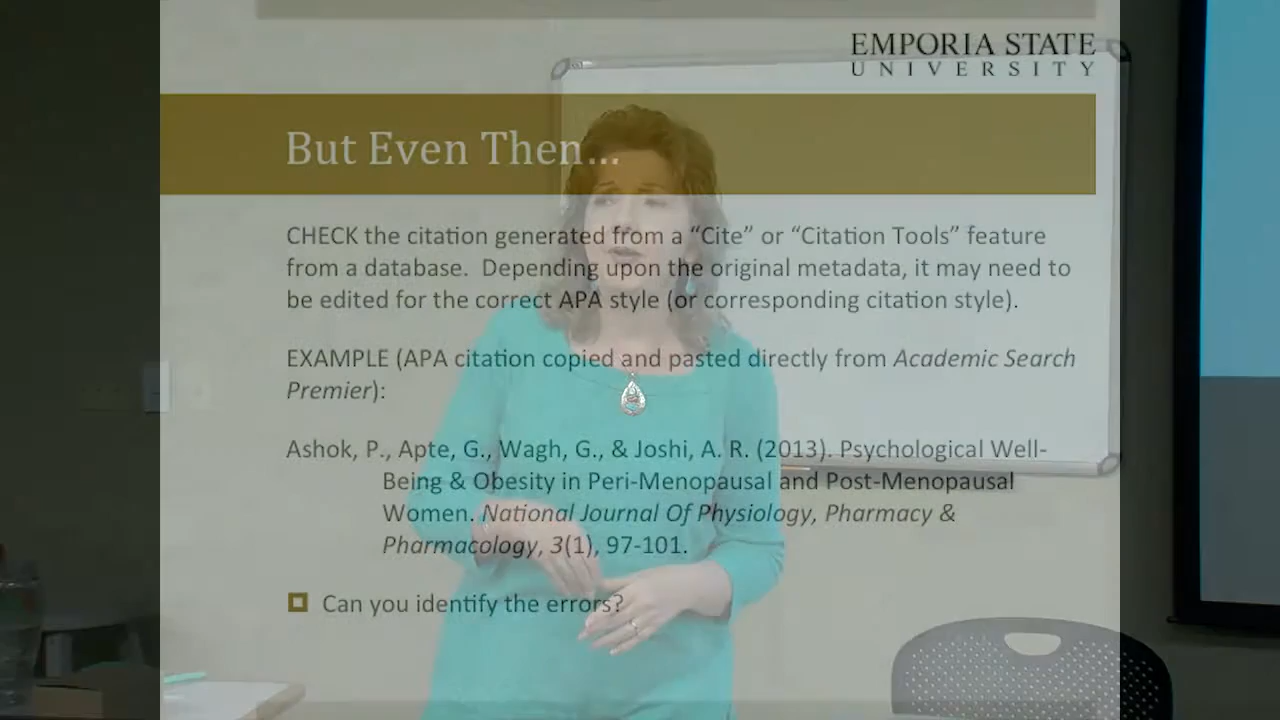 EMPORIA STATE
UNIVERSITY
But Even Then...
CHECK the citation generated from a “Cite” or “Citation Tools” feature
from a database. Depending upon the original metadata, it may need to
be edited for the correct APA style (or corresponding citation style).
EXAMPLE (APA citation copied and pasted directly from Academic Search
Premier):
Ashok, P., Apte, G., Wagh, G., & Joshi, A. R. (2013). Psychological Well-
Being & Obesity in Peri-Menopausal and Post-Menopausal
Women. National Journal Of Physiology, Pharmacy &
Pharmacology, 3(1), 97-101.
Can you identify the errors?